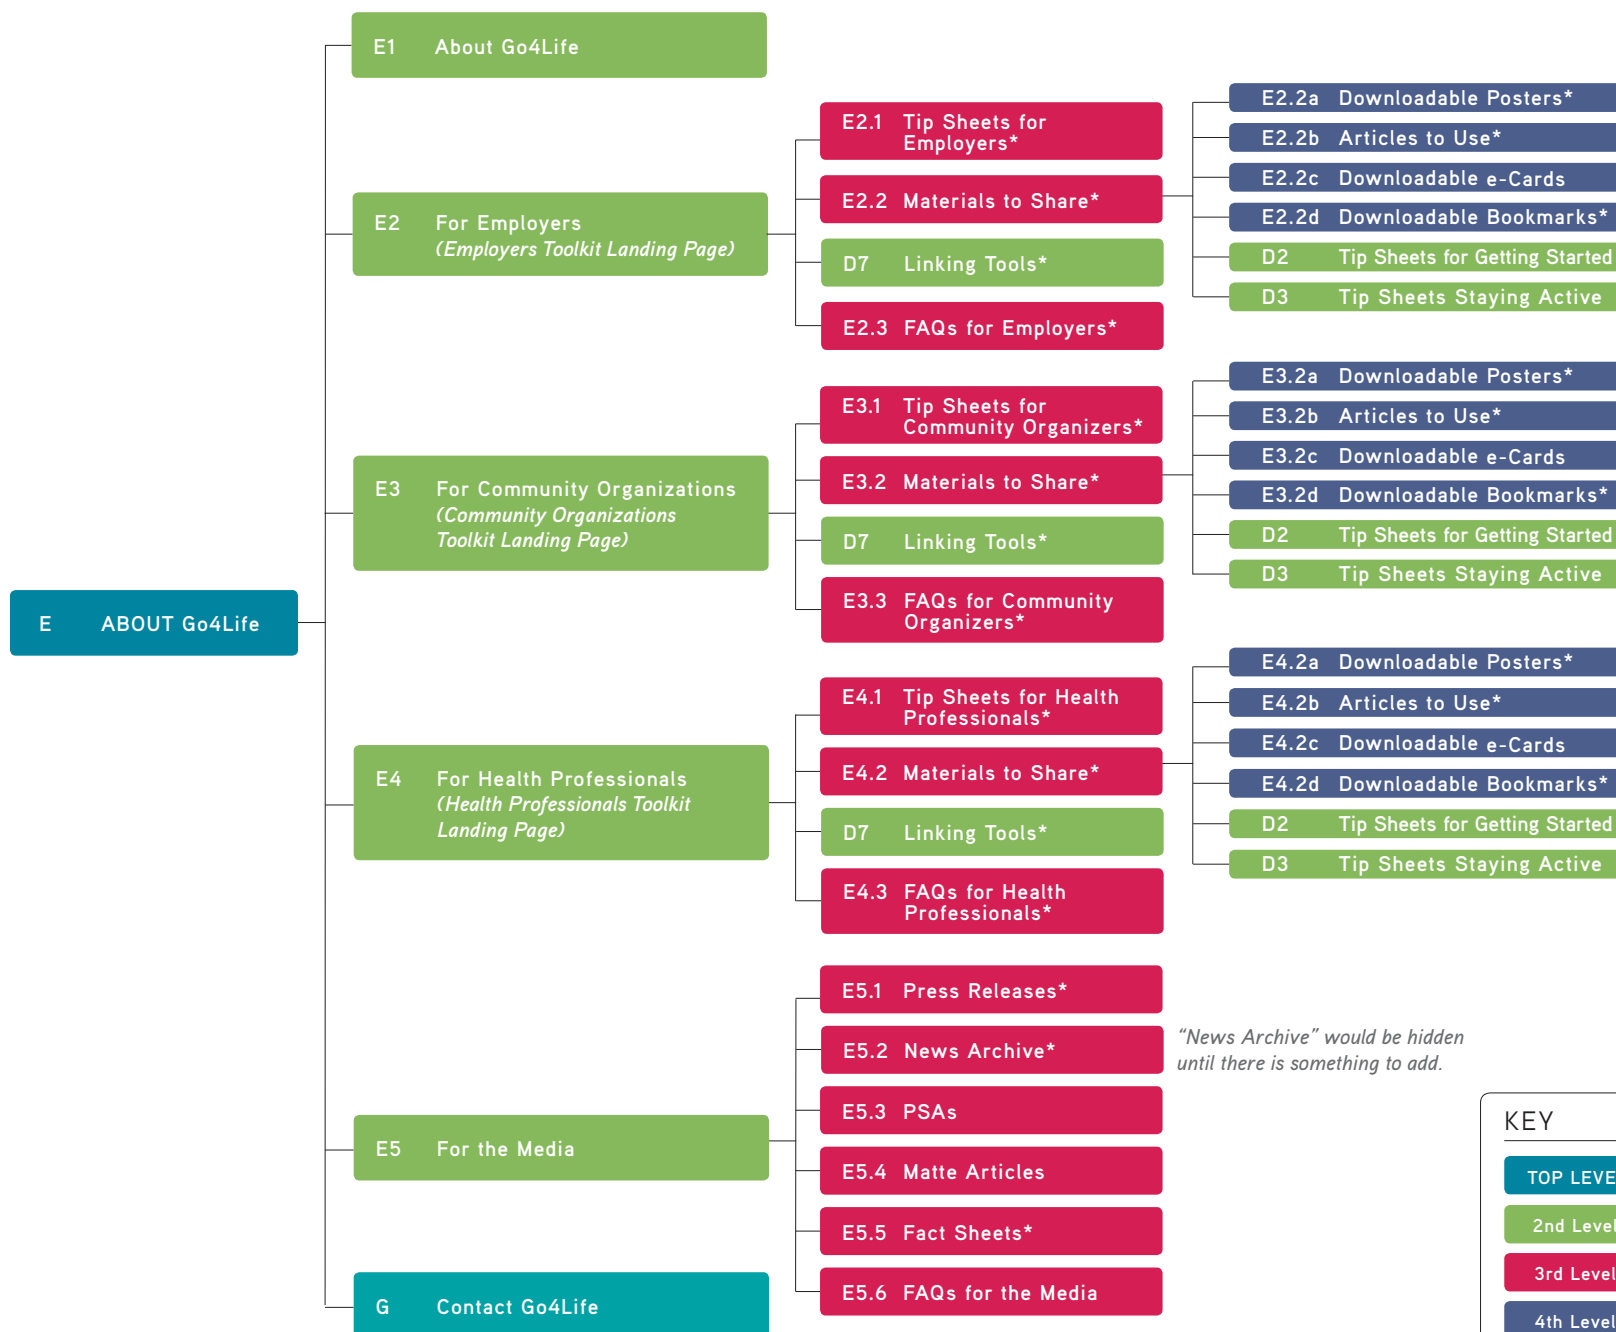 E1 About Go4Life
E2 For Employers
(Employers Toolkit Landing Page)
E2.1 Tip Sheets for
Employers*
E2.2 Materials to Share*
D7 Linking Tools*
E2.3 FAQs for Employers*
E2.2a Downloadable Posters*
E2.2b Articles to Use*
E2.2c Downloadable e-Cards
E2.2d Downloadable Bookmarks*
D2 Tip Sheets for Getting Started
D3 Tip Sheets Staying Active
E ABOUT Go4Life
E3 For Community Organizations
(Community Organizations
Toolkit Landing Page)
E3.1 Tip Sheets for
Community Organizers*
E3.2 Materials to Share*
D7 Linking Tools*
E3.3 FAQs for Community
Organizers*
E3.2a Downloadable Posters*
E3.2b Articles to Use*
E3.2c Downloadable e-Cards
E3.2d Downloadable Bookmarks*
D2 Tip Sheets for Getting Started
D3 Tip Sheets Staying Active
E4 For Health Professionals
(Health Professionals Toolkit
Landing Page)
E4.1 Tip Sheets for Health
Professionals*
E4.2 Materials to Share*
D7 Linking Tools*
E4.3 FAQs for Health
Professionals*
E4.2a Downloadable Posters*
E4.2b Articles to Use*
E4.2c Downloadable e-Cards
E4.2d Downloadable Bookmarks*
D2 Tip Sheets for Getting Started
D3 Tip Sheets Staying Active
E5 For the Media
E5.1 Press Releases*
E5.2 News Archive*
“News Archive” would be hidden
until there is something to add.
E5.3 PSAs
E5.4 Matte Articles
E5.5 Fact Sheets*
E5.6 FAQs for the Media
G Contact Go4Life
KEY
TOP LEVE
2nd Level
3rd Level
4th Level